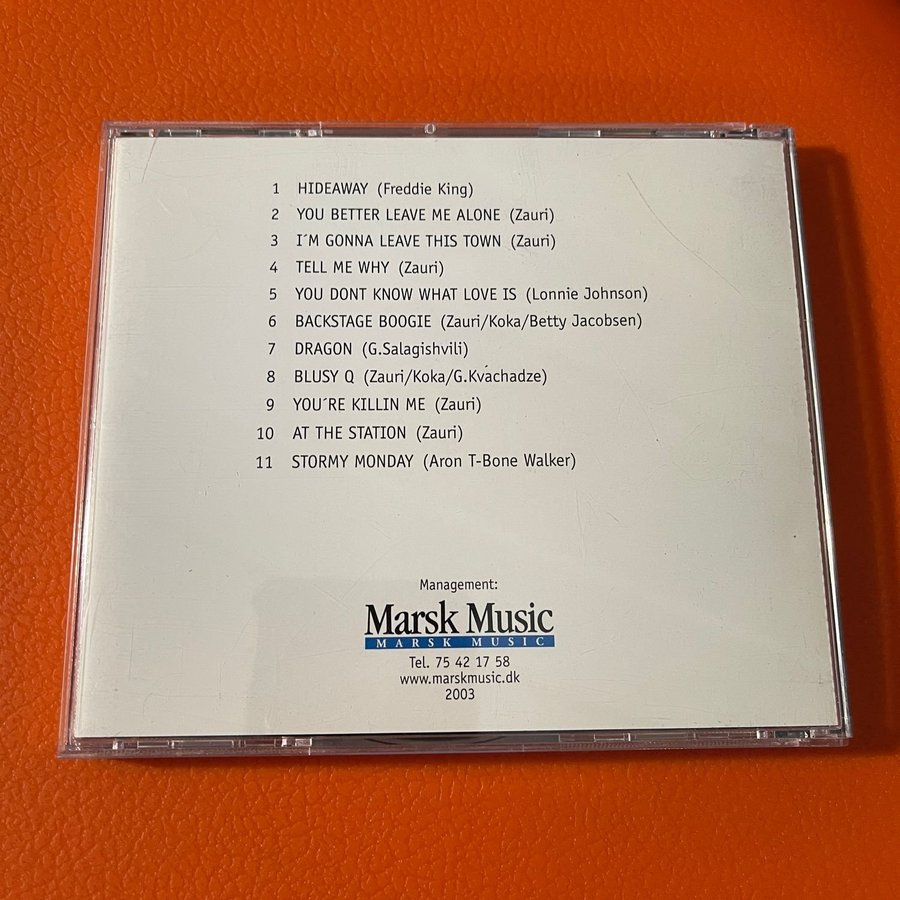 1 HIDEAWAY (Freddie King)
2 YOU BETTER LEAVE ME ALONE (Zauri)
3 I´M GONNA LEAVE THIS TOWN (Zauri)
4 TELL ME WHY (Zauri)
5 YOU DONT KNOW WHAT LOVE IS (Lonnie Johnson)
6 BACKSTAGE BOOGIE (Zauri/Koka/Betty Jacobsen)
7 DRAGON (G.Salagishvili)
8 BLUSY Q (Zauri/Koka/G.Kvachadze)
9 YOU´RE KILLIN ME (Zauri)
10 AT THE STATION (Zauri)
11 STORMY MONDAY (Aron T-Bone Walker)
Management:
Marsk Music
MARSK MUSIC
Tel. 75 42 17 58
www.marskmusic.dk
2003